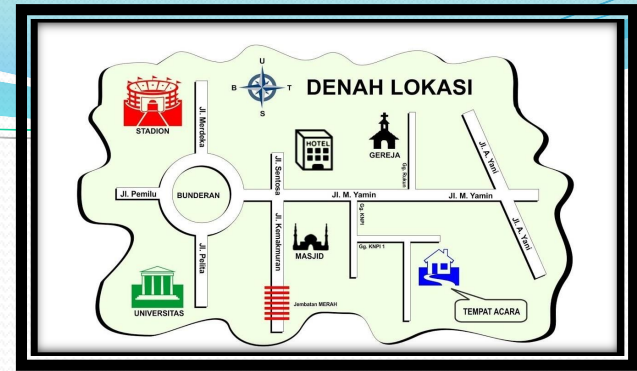 DENAH LOKASI
U
B
T
S
STADION
Jl. Merdeka
HOTEL
GEREJA
Jl. A. Yani
Jl. Sentosa
Gg. Rukun
Jl. Pemilu
BUNDERAN
Jl. M. Yamin
Jl. M. Yamin
Gg. KNPI
Jl. A. Yani
Jl. Pelita
Jl. Kemakmuran
MASJID
Gg. KNPI 1
UNIVERSITAS
Jembatan MERAH
TEMPAT ACARA